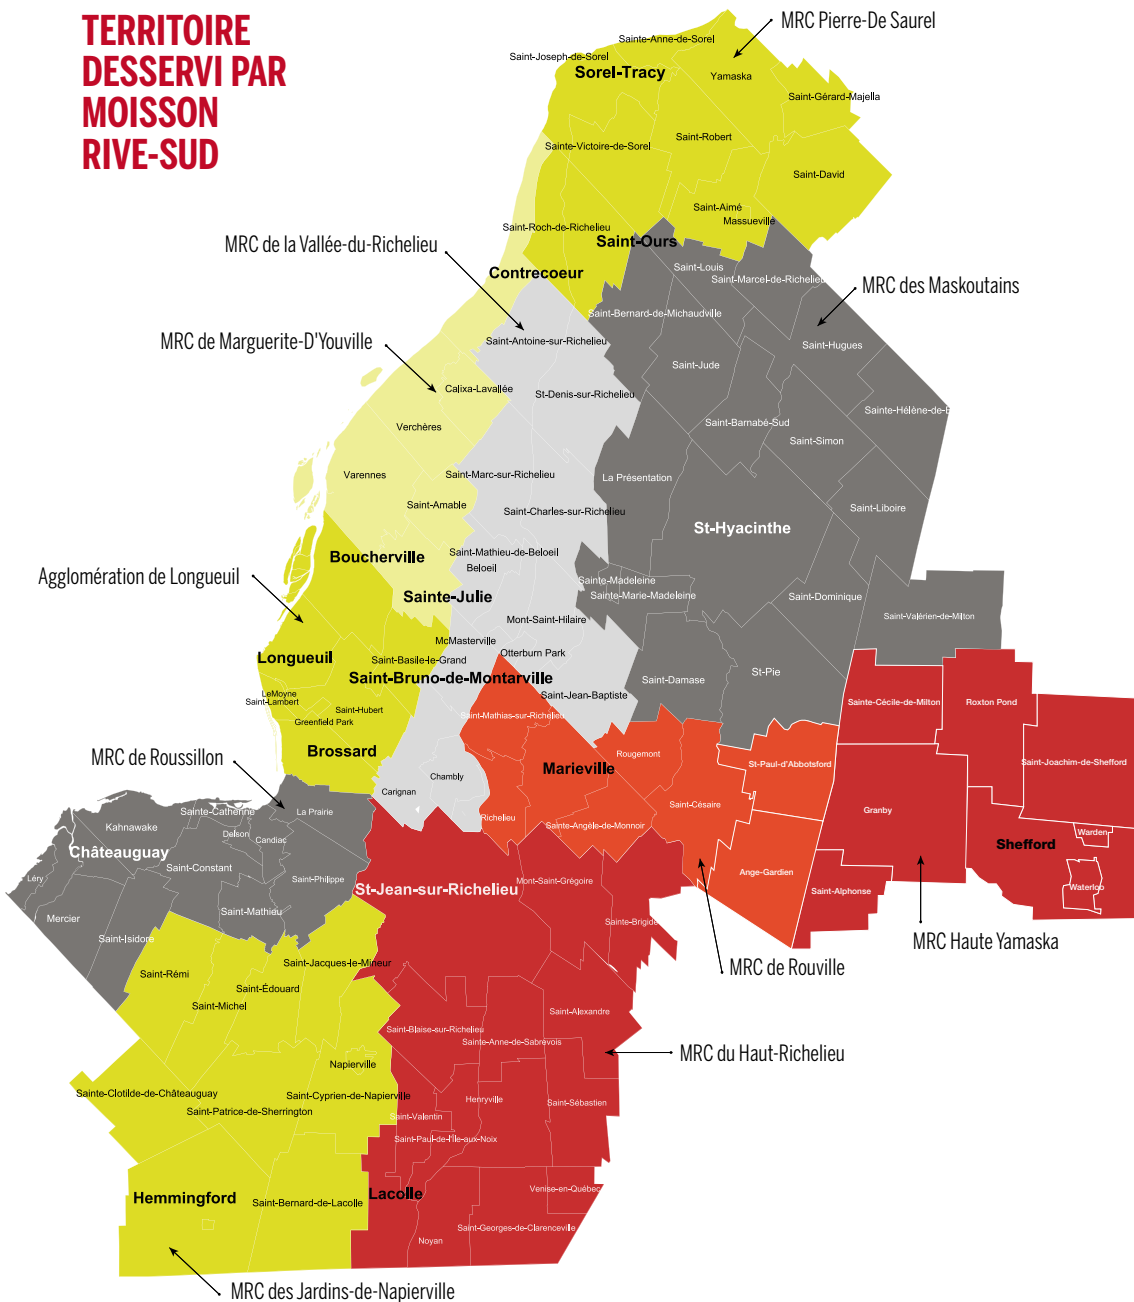 TERRITOIRE
DESSERVI PAR
MOISSON
RIVE-SUD
MRC Pierre-De Saurel
Sainte-Anne-de-Sorel
Saint-Joseph-de-Sorel
Sorel-Tracy
Yamaska
Saint-Gérard-Majella
Saint-Robert
Sainte-Victoire-de-Sorel
Saint-David
Saint-Aimé
Massueville
Saint-Roch-de-Richelieu
Saint-Ours
MRC de la Vallée-du-Richelieu
Contrecoeur
Saint-Louis
Saint-Marcel-de-Richelieu
MRC des Maskoutains
Saint-Bernard-de-Michaudville
MRC de Marguerite-D'Youville
Saint-Antoine-sur-Richelieu
Saint-Hugues
Saint-Jude
Calixa-Lavallée
St-Denis-sur-Richelieu
Sainte-Hélène-de-B
Verchères
Saint-Barnabé-Sud
Saint-Simon
Varennes
Saint-Marc-sur-Richelieu
La Présentation
Saint-Amable
Saint-Charles-sur-Richelieu
Saint-Liboire
St-Hyacinthe
Boucherville
Saint-Mathieu-de-Beloeil
Beloeil
Agglomération de Longueuil
Sainte-Madeleine
Sainte-Julie
Sainte-Marie-Madeleine
Saint-Dominique
Saint-Valérien-de-Milton
Mont-Saint-Hilaire
McMasterville
Otterburn Park
Longueuil
Saint-Basile-le-Grand
Saint-Bruno-de-Montarville
St-Pie
Saint-Damase
LeMoyne
Saint-Lambert
Saint-Jean-Baptiste
Sainte-Cécile-de-Milton
Roxton Pond
Saint-Hubert
Greenfield Park
Saint-Mathias-sur-Richelieu
Brossard
MRC de Roussillon
Rougemont
Marieville
St-Paul-d'Abbotsford
Saint-Joachim-de-Shefford
Chambly
Carignan
Saint-Césaire
Granby
La Prairie
Sainte-Catherine
Richelieu
Sainte-Angèle-de-Monnoir
Kahnawake
Delson
Candiac
Warden
Shefford
Châteauguay
Saint-Constant
Mont-Saint-Grégoire
Ange-Gardien
Léry
Saint-Philippe
St-Jean-sur-Richelieu
Saint-Alphonse
Waterloo
Mercier
Saint-Mathieu
Sainte-Brigide
Saint-Isidore
MRC Haute Yamaska
Saint-Jacques-le-Mineur
MRC de Rouville
Saint-Rémi
Saint-Édouard
Saint-Michel
Saint-Alexandre
Saint-Blaise-sur-Richelieu
Sainte-Anne-de-Sabrevois
MRC du Haut-Richelieu
Napierville
Sainte-Clotilde-de-Châteauguay
Saint-Cyprien-de-Napierville
Henryville
Saint-Sébastien
Saint-Patrice-de-Sherrington
Saint-Valentin
Saint-Paul-de-l'Île-aux-Noix
Venise-en-Québec
Hemmingford
Lacolle
Saint-Bernard-de-Lacolle
Saint-Georges-de-Clarenceville
Noyan
MRC des Jardins-de-Napierville